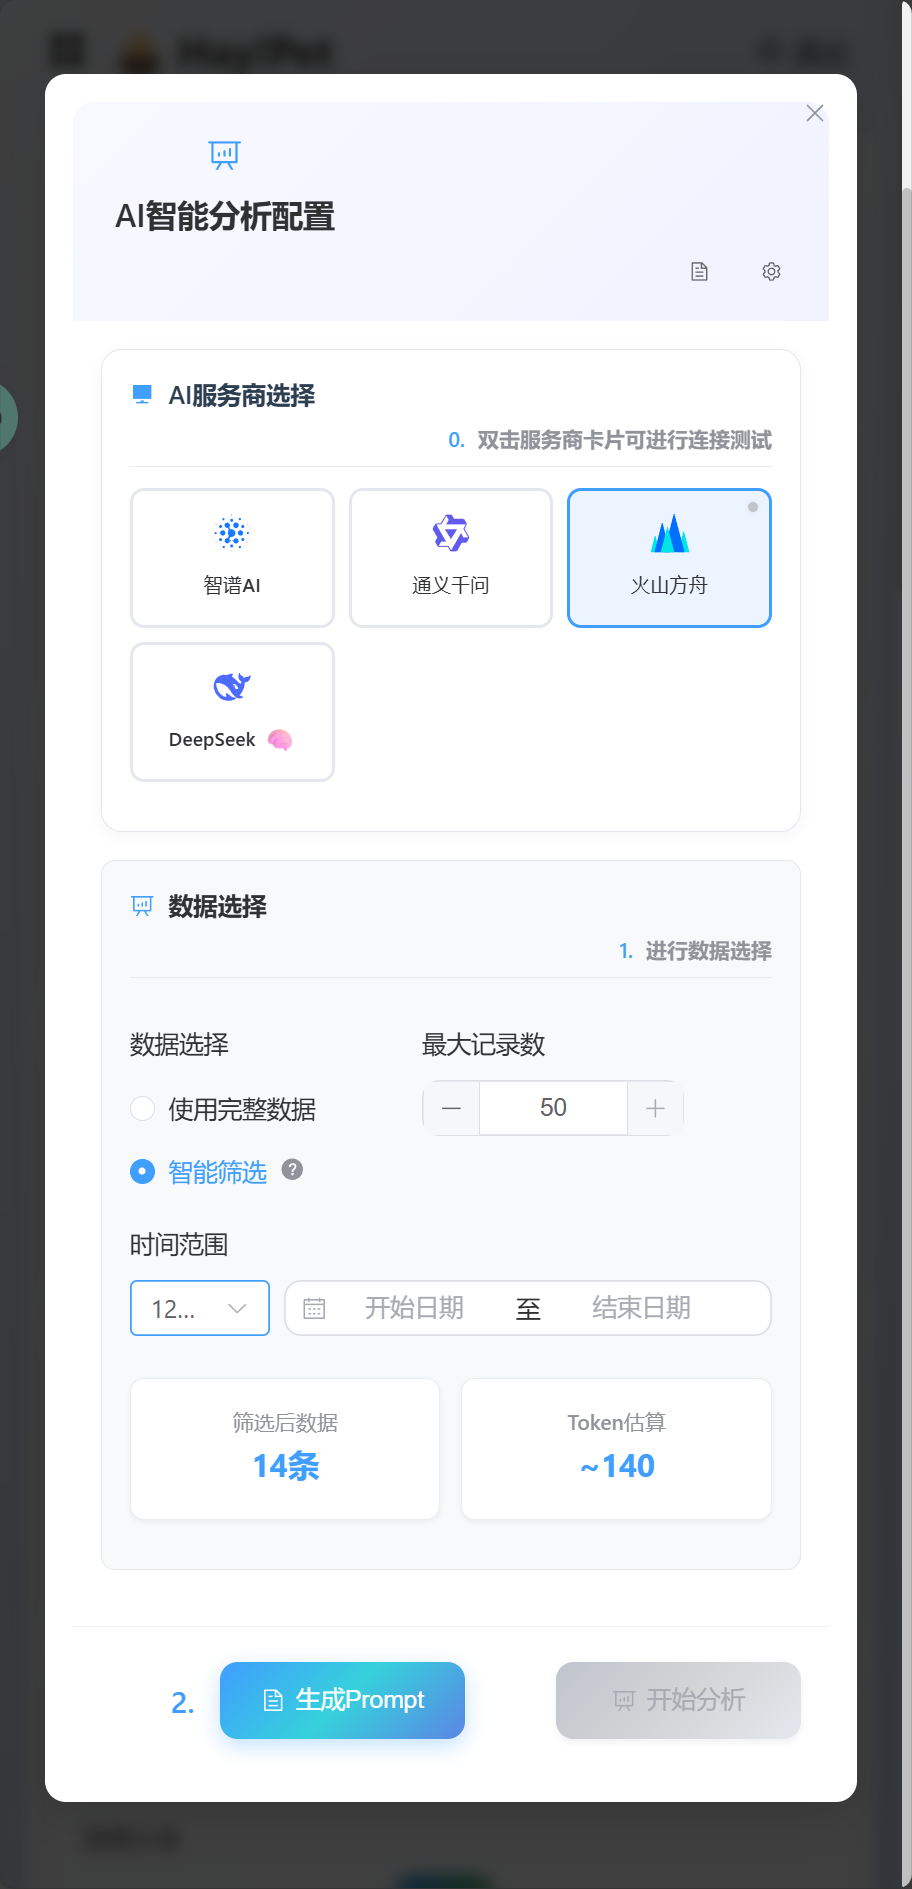 AI智能分析配置
AI服务商选择
0. 双击服务商卡片可进行连接测试
智谱AI
通义千问
火山方舟
DeepSeek
数据选择
1. 进行数据选择
数据选择
最大记录数
使用完整数据
50
智能筛选
时间范围
12...
开始日期 至 结束日期
筛选后数据
14条
Token估算
~140
2.
生成Prompt
开始分析